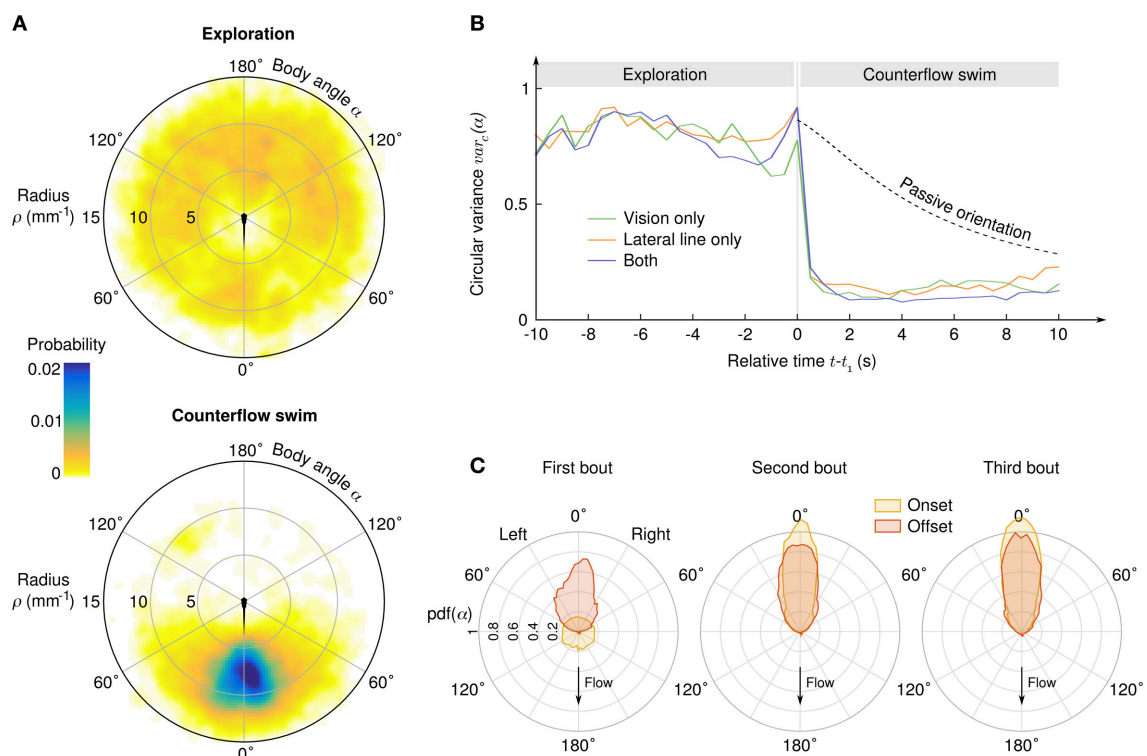 A
Exploration
180˚ Body angle α
120˚ 120˚
Radius
ρ (mm⁻¹)
15 10 5
60˚ 60˚
0˚
Probability
0.02
0.01
0
Counterflow swim
180˚ Body angle α
120˚ 120˚
Radius
ρ (mm⁻¹)
15 10 5
60˚ 60˚
0˚
B
Exploration Counterflow swim
Circular variance var_c(α)
1
0.5
0
Passive orientation
Vision only
Lateral line only
Both
-10 -8 -6 -4 -2 0 2 4 6 8 10
Relative time t-t₁ (s)
C
First bout Second bout Third bout
Onset
Offset
0˚ 0˚ 0˚
Left Right
60˚ 60˚ 60˚
pdf(α)
1 0.8 0.6 0.4 0.2
Flow Flow Flow
120˚ 120˚ 120˚
180˚ 180˚ 180˚